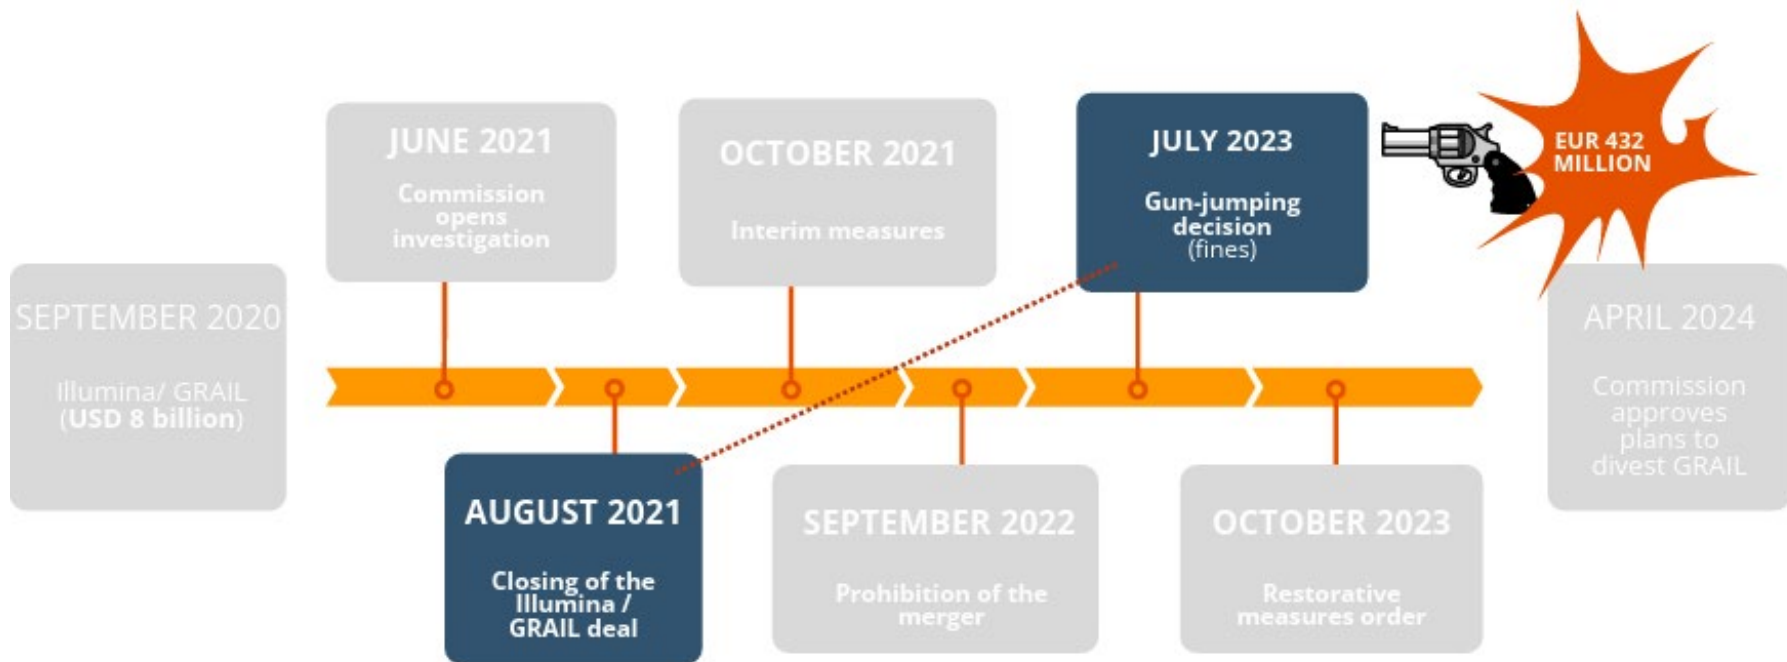 SEPTEMBER 2020
Illumina/ GRAIL
(USD 8 billion)
JUNE 2021
Commission
opens
investigation
AUGUST 2021
Closing of the
Illumina /
GRAIL deal
OCTOBER 2021
Interim measures
SEPTEMBER 2022
Prohibition of the
merger
JULY 2023
Gun-jumping
decision
(fines)
EUR 432
MILLION
OCTOBER 2023
Restorative
measures order
APRIL 2024
Commission
approves
plans to
divest GRAIL